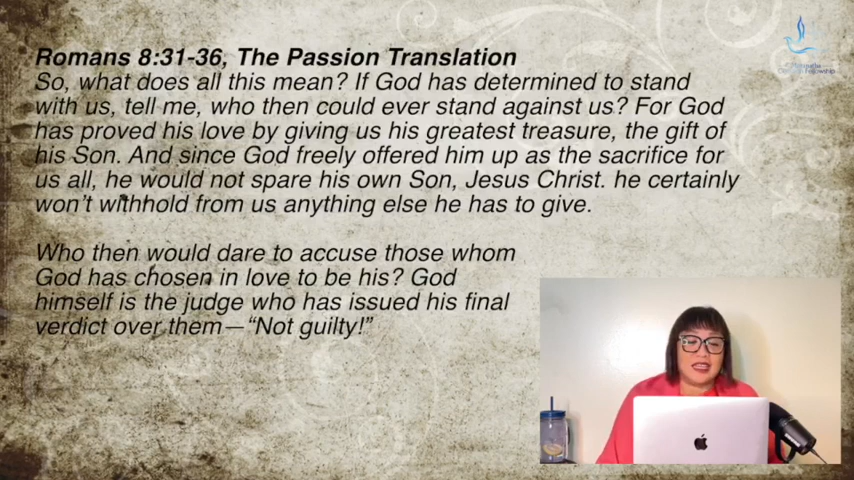 Romans 8:31-36, The Passion Translation
So, what does all this mean? If God has determined to stand
with us, tell me, who then could ever stand against us? For God
has proved his love by giving us his greatest treasure, the gift of
his Son. And since God freely offered him up as the sacrifice for
us all, he would not spare his own Son, Jesus Christ. he certainly
won't withhold from us anything else he has to give.
Who then would dare to accuse those whom
God has chosen in love to be his? God
himself is the judge who has issued his final
verdict over them—“Not guilty!”
Fellowship